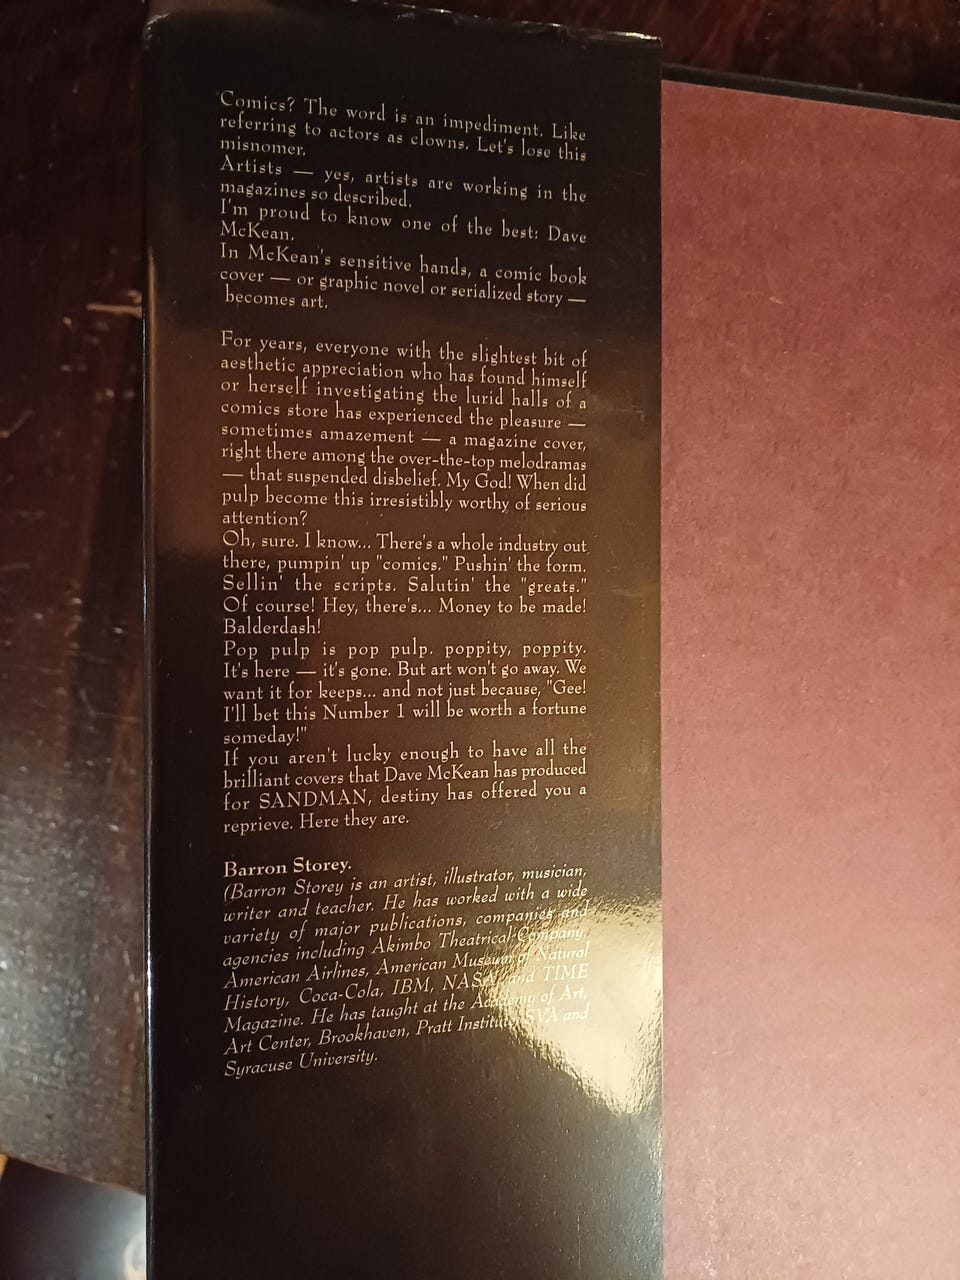 Comics? The word is an impediment. Like
referring to actors as clowns. Let's lose this
misnomer.
Artists — yes, artists are working in the
magazines so described.
I'm proud to know one of the best: Dave
McKean.
In McKean's sensitive hands, a comic book
cover — or graphic novel or serialized story —
becomes art.
For years, everyone with the slightest bit of
aesthetic appreciation who has found himself
or herself investigating the lurid halls of a
comics store has experienced the pleasure —
sometimes amazement — a magazine cover,
right there among the over-the-top melodramas
— that suspended disbelief. My God! When did
pulp become this irresistibly worthy of serious
attention?
Oh, sure. I know... There's a whole industry out
there, pumpin' up "comics." Pushin' the form.
Sellin' the scripts. Salutin' the "greats."
Of course! Hey, there's... Money to be made!
Balderdash!
Pop pulp is pop pulp. poppity, poppity.
It's here — it's gone. But art won't go away. We
want it for keeps... and not just because, "Gee!
I'll bet this Number 1 will be worth a fortune
someday!"
If you aren't lucky enough to have all the
brilliant covers that Dave McKean has produced
for SANDMAN, destiny has offered you a
reprieve. Here they are.
Barron Storey.
(Barron Storey is an artist, illustrator, musician,
writer and teacher. He has worked with a wide
variety of major publications, companies and
agencies including Akimbo Theatrical Company,
American Airlines, American Museum of Natural
History, Coca-Cola, IBM, NASA, and TIME
Magazine. He has taught at the Academy of Art,
Art Center, Brookhaven, Pratt Institute, SVA and
Syracuse University.